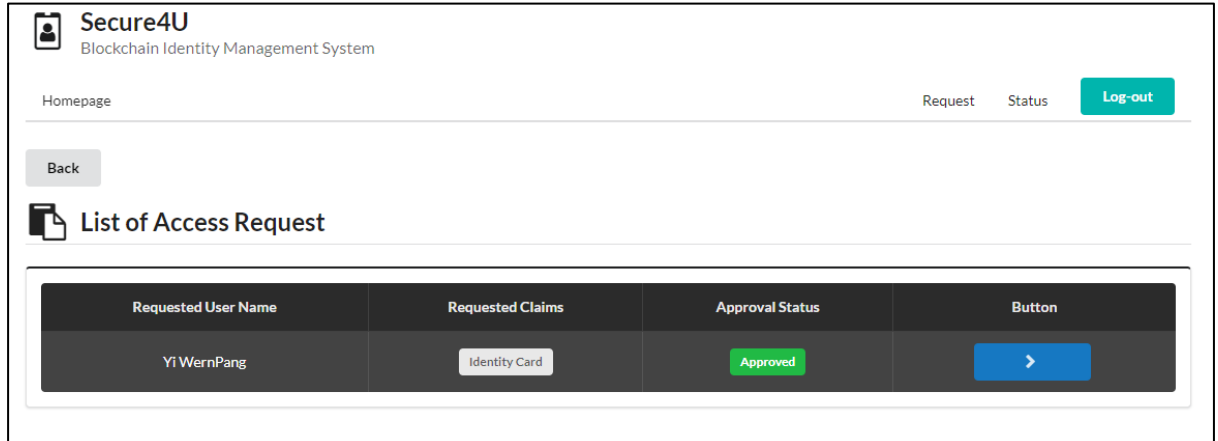 Secure4U
Blockchain Identity Management System
Homepage Request Status Log-out
Back
List of Access Request
Requested User Name Requested Claims Approval Status Button
Yi WernPang Identity Card Approved